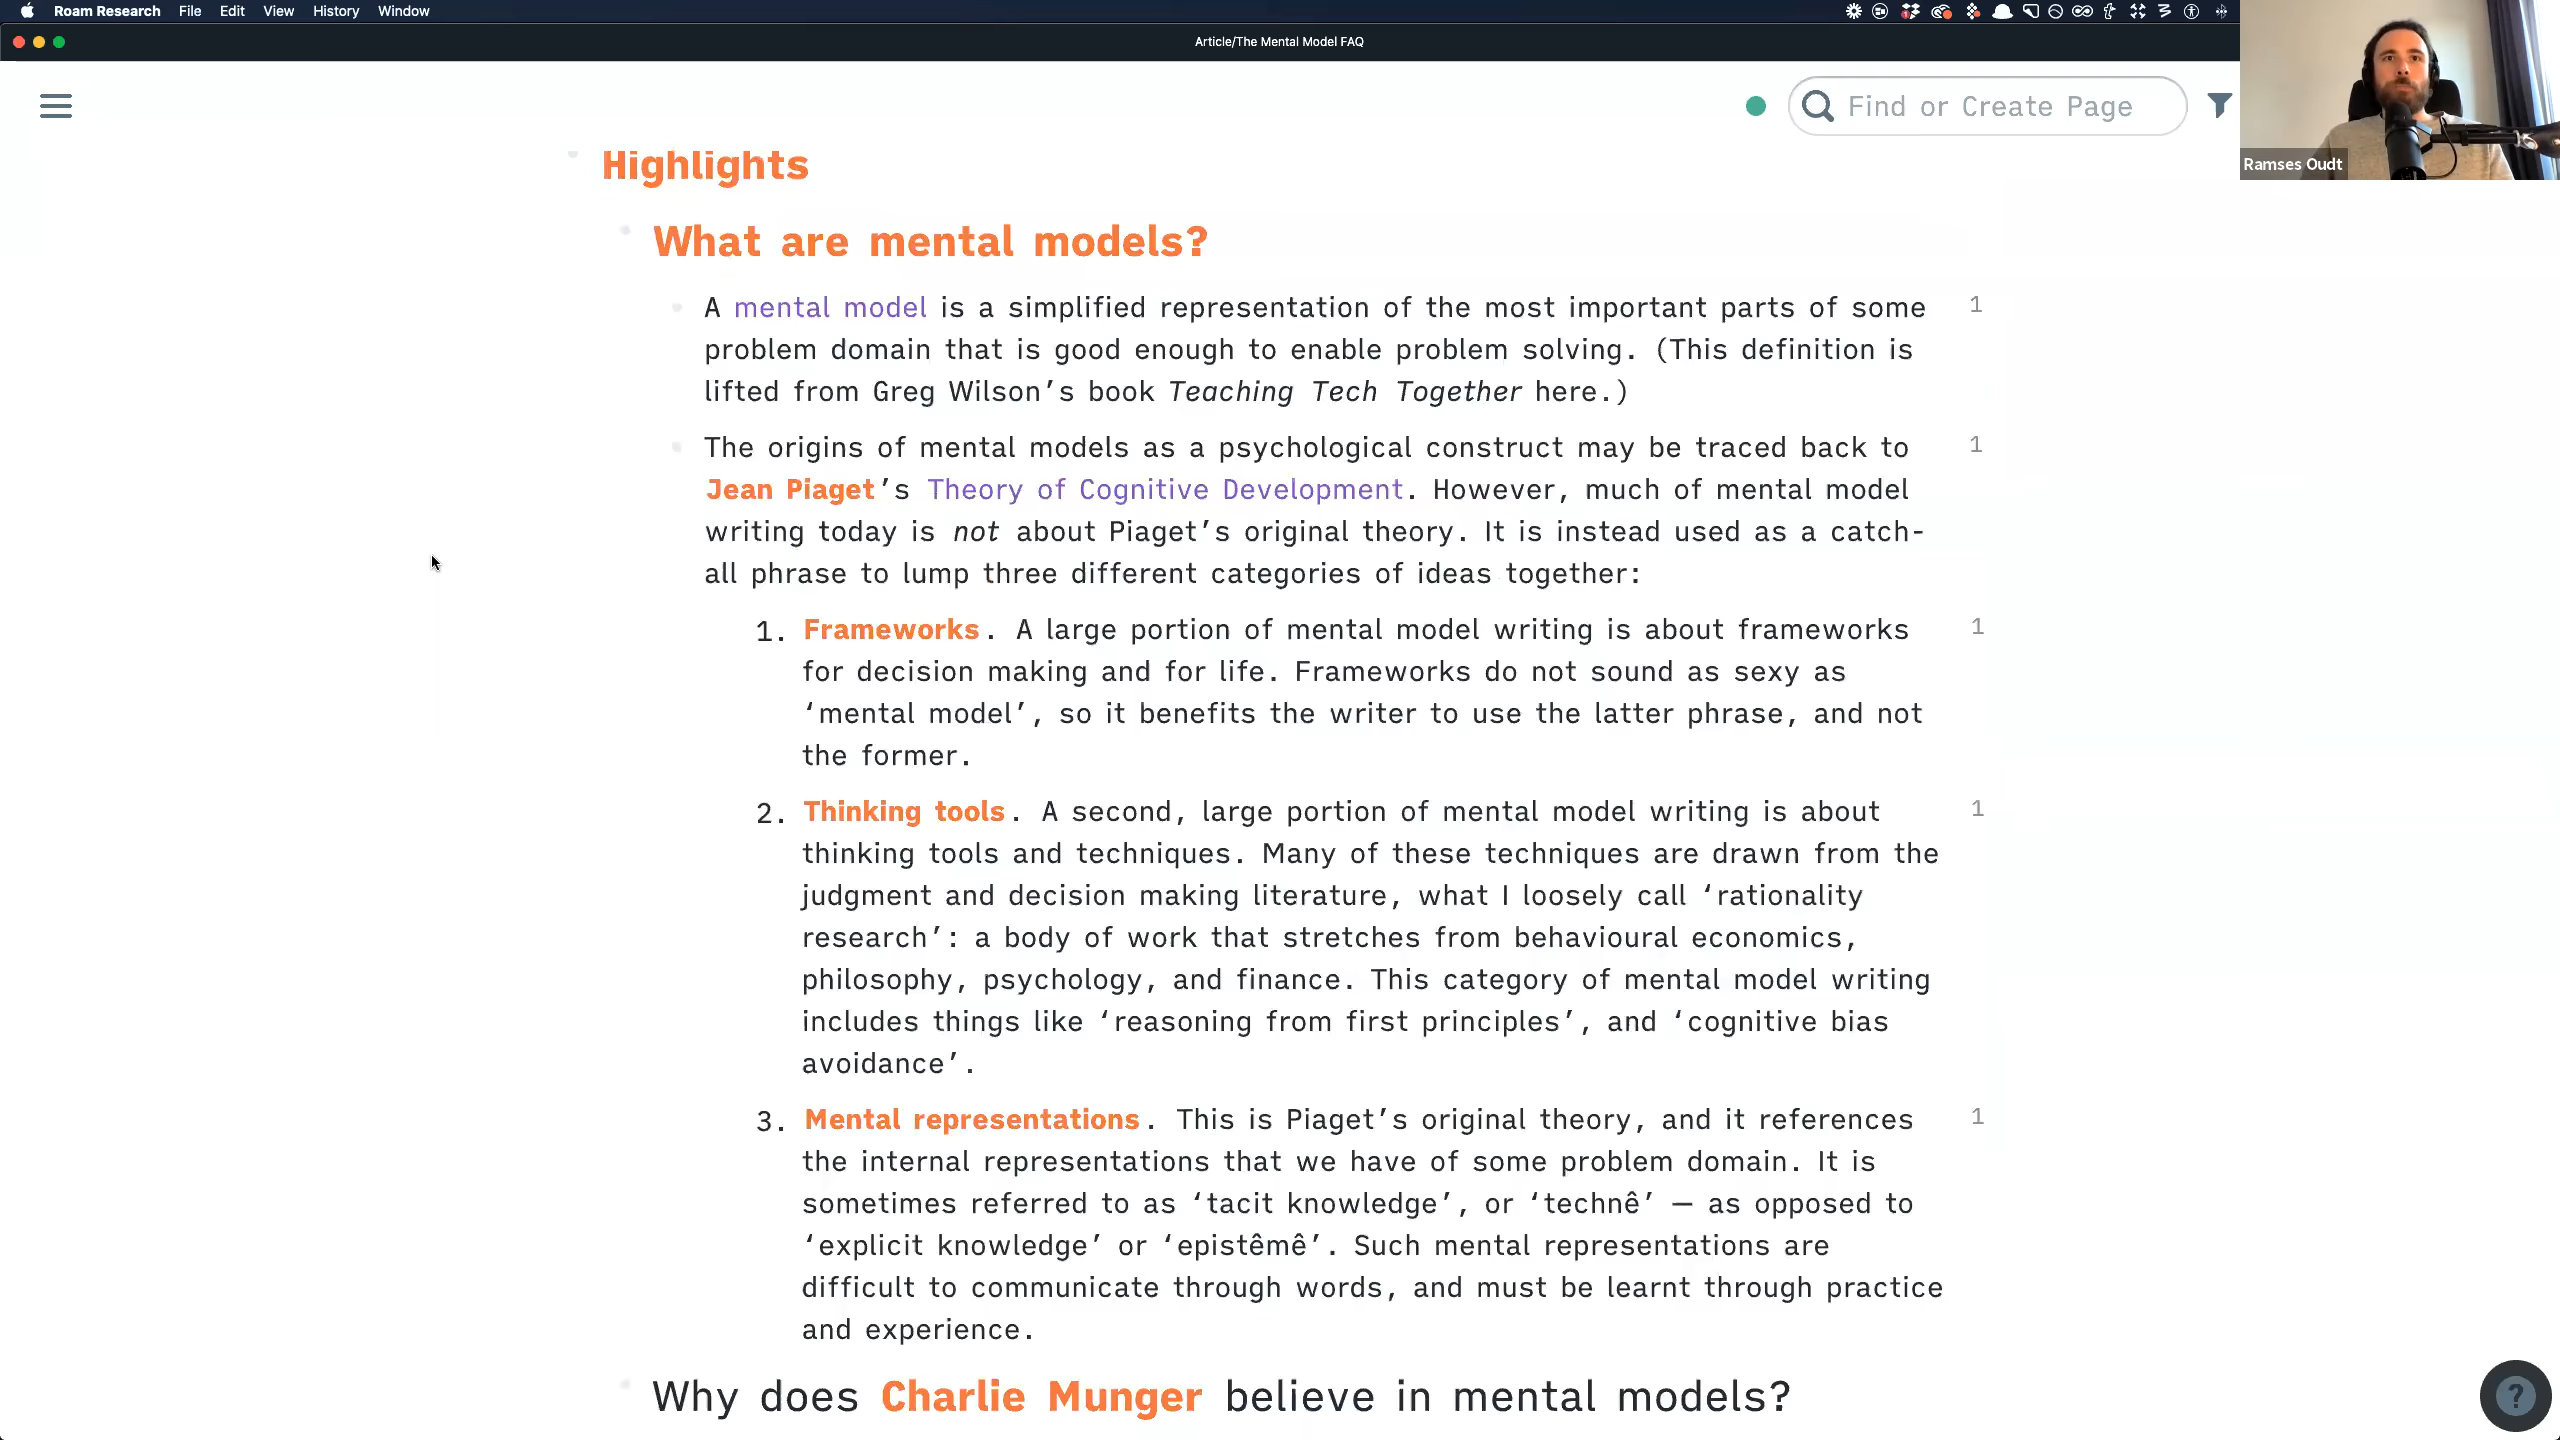 Roam Research File Edit View History Window
Article/The Mental Model FAQ
Find or Create Page
Ramses Oudt
Highlights
What are mental models?
A mental model is a simplified representation of the most important parts of some 1
problem domain that is good enough to enable problem solving. (This definition is
lifted from Greg Wilson’s book Teaching Tech Together here.)
The origins of mental models as a psychological construct may be traced back to 1
Jean Piaget’s Theory of Cognitive Development. However, much of mental model
writing today is not about Piaget’s original theory. It is instead used as a catch-
all phrase to lump three different categories of ideas together:
1. Frameworks. A large portion of mental model writing is about frameworks 1
for decision making and for life. Frameworks do not sound as sexy as
‘mental model’, so it benefits the writer to use the latter phrase, and not
the former.
2. Thinking tools. A second, large portion of mental model writing is about 1
thinking tools and techniques. Many of these techniques are drawn from the
judgment and decision making literature, what I loosely call ‘rationality
research’: a body of work that stretches from behavioural economics,
philosophy, psychology, and finance. This category of mental model writing
includes things like ‘reasoning from first principles’, and ‘cognitive bias
avoidance’.
3. Mental representations. This is Piaget’s original theory, and it references 1
the internal representations that we have of some problem domain. It is
sometimes referred to as ‘tacit knowledge’, or ‘technê’ — as opposed to
‘explicit knowledge’ or ‘epistêmê’. Such mental representations are
difficult to communicate through words, and must be learnt through practice
and experience.
Why does Charlie Munger believe in mental models?
?